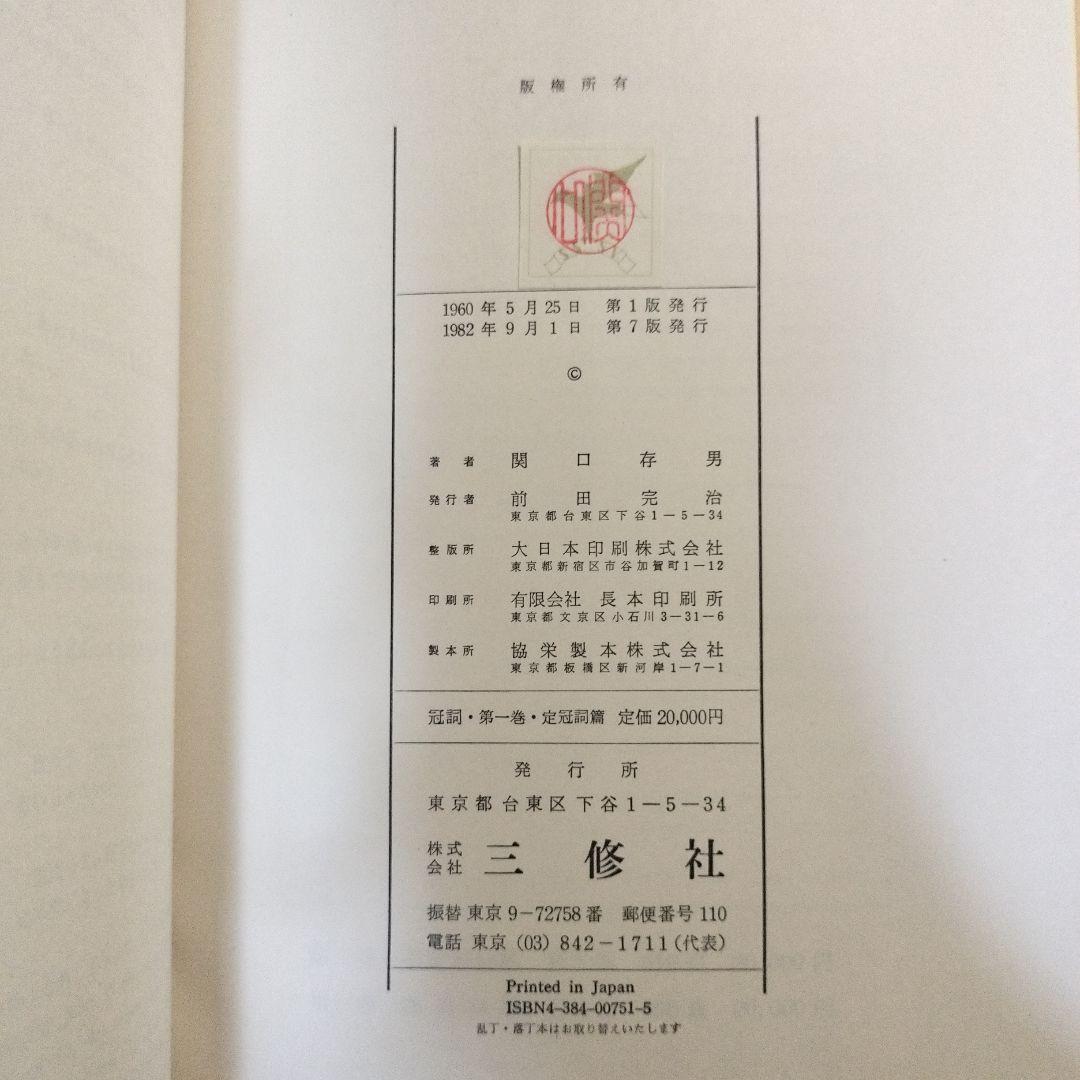 版権所有
1960年5月25日 第1版発行
1982年9月1日 第7版発行
©
著者 関口存男
発行者 前田完治
東京都台東区下谷1-5-34
整版所 大日本印刷株式会社
東京都新宿区市谷加賀町1-12
印刷所 有限会社 長本印刷所
東京都文京区小石川3-31-6
製本所 協栄製本株式会社
東京都板橋区新河岸1-7-1
冠詞・第一巻・定冠詞篇 定価20,000円
発行所
東京都台東区下谷1-5-34
株式会社 三修社
振替東京9-72758番 郵便番号110
電話 東京 (03) 842-1711(代表)
Printed in Japan
ISBN4-384-00751-5
乱丁・落丁本はお取り替えいたします